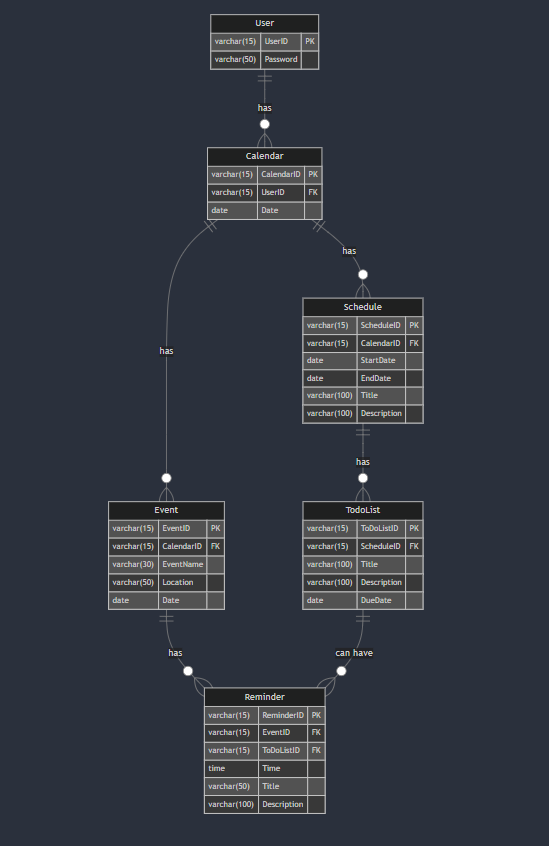 User
varchar(15) UserID PK
varchar(50) Password
has
Calendar
varchar(15) CalendarID PK
varchar(15) UserID FK
date Date
has
Schedule
varchar(15) ScheduleID PK
varchar(15) CalendarID FK
date StartDate
date EndDate
varchar(100) Title
varchar(100) Description
has
has
Event
varchar(15) EventID PK
varchar(15) CalendarID FK
varchar(30) EventName
varchar(50) Location
date Date
TodoList
varchar(15) ToDoListID PK
varchar(15) ScheduleID FK
varchar(100) Title
varchar(100) Description
date DueDate
has
can have
Reminder
varchar(15) ReminderID PK
varchar(15) EventID FK
varchar(15) ToDoListID FK
time Time
varchar(50) Title
varchar(100) Description